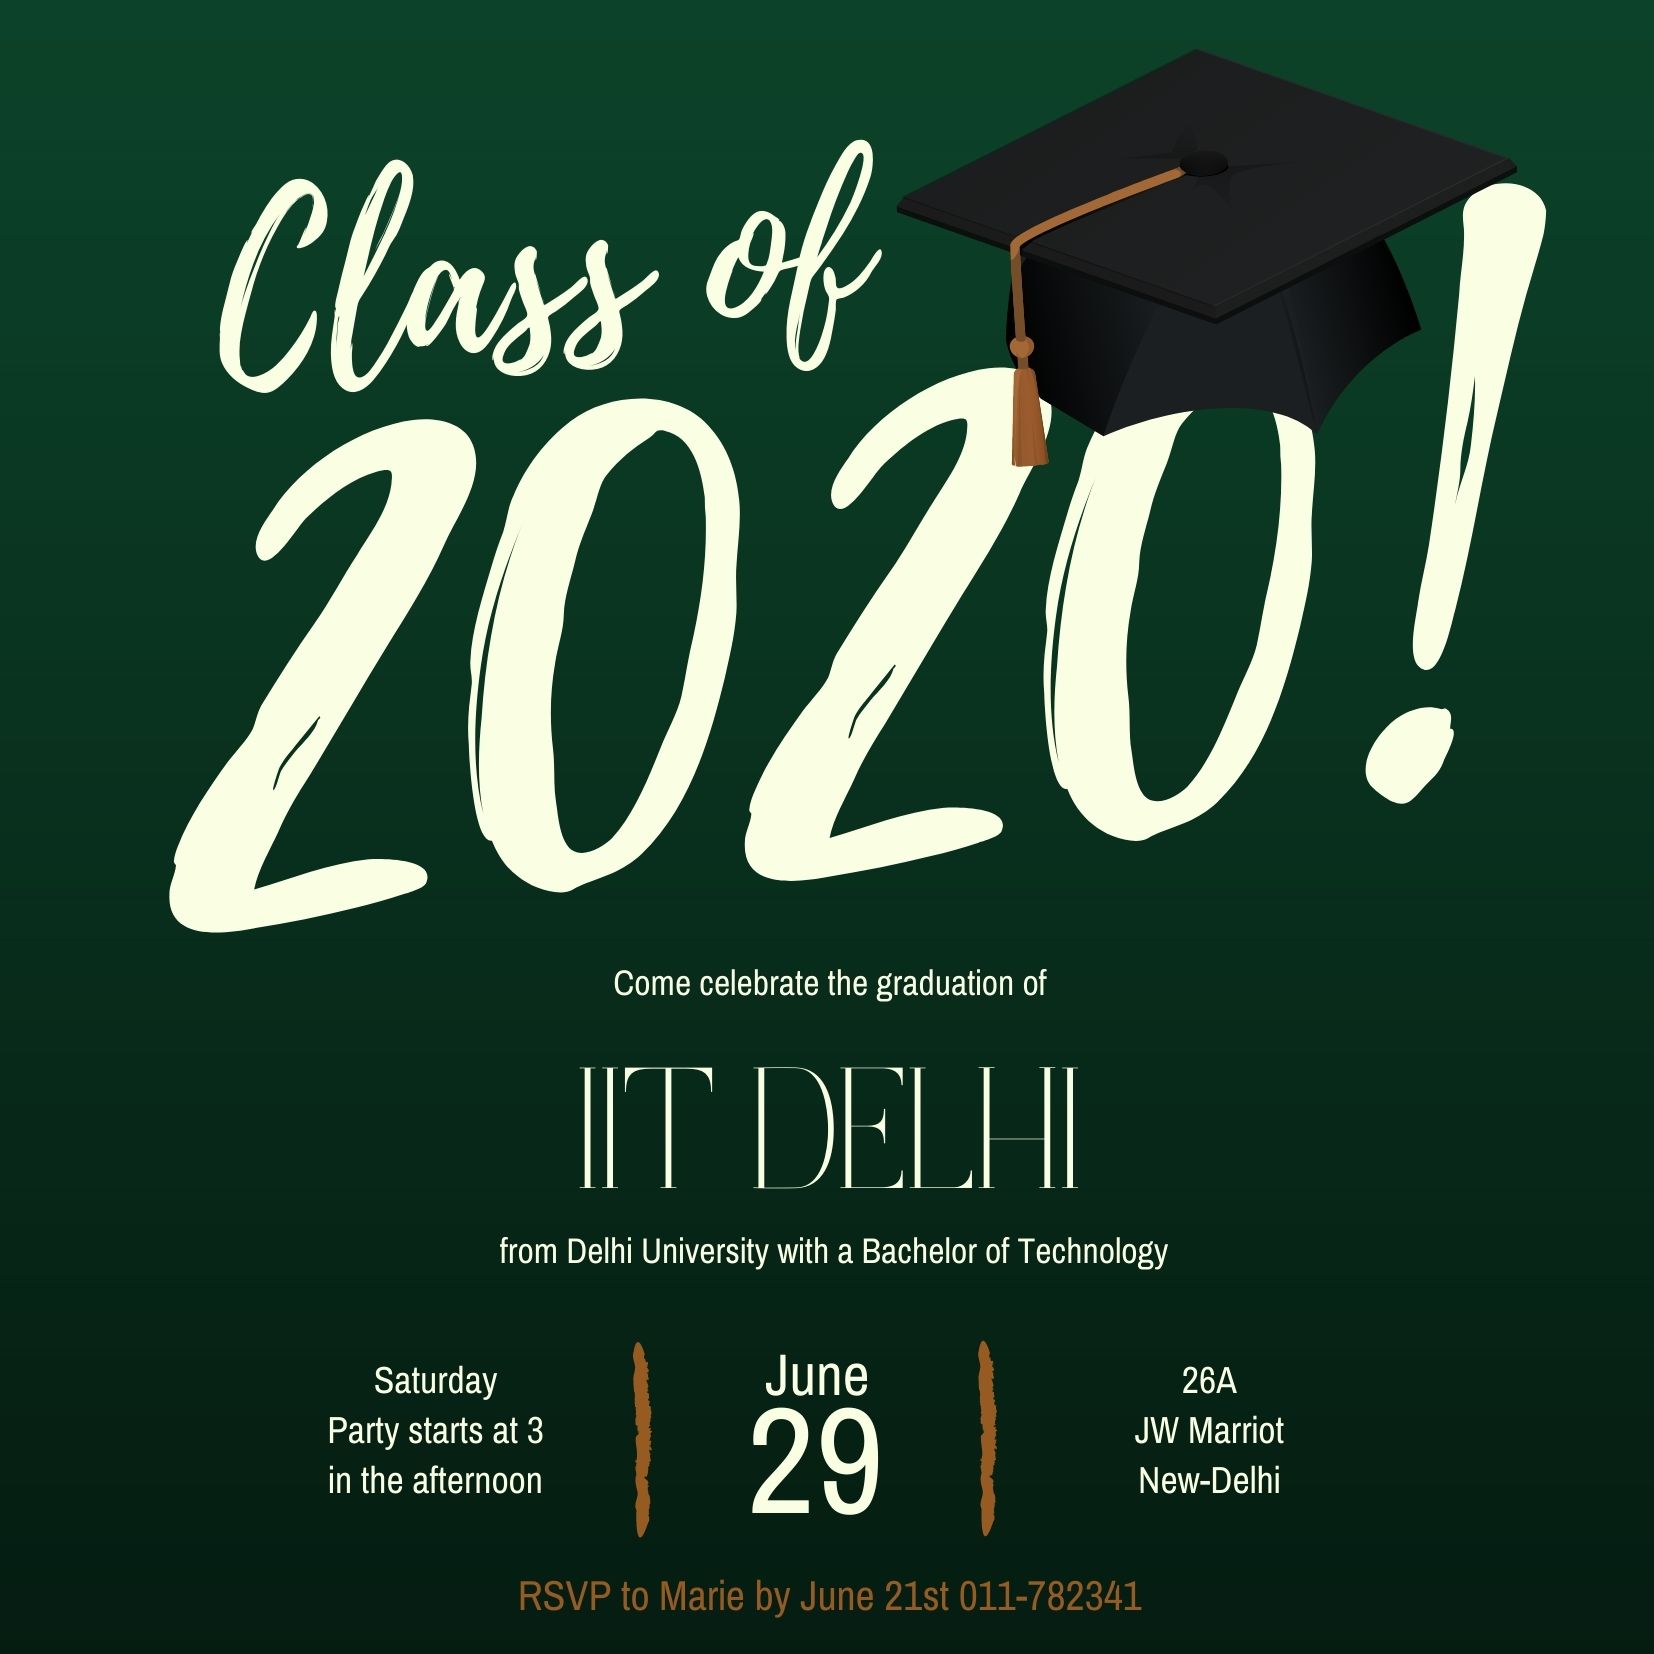 Class of
2020!
Come celebrate the graduation of
IIT DELHI
from Delhi University with a Bachelor of Technology
Saturday
Party starts at 3
in the afternoon
June
29
26A
JW Marriot
New-Delhi
RSVP to Marie by June 21st 011-782341